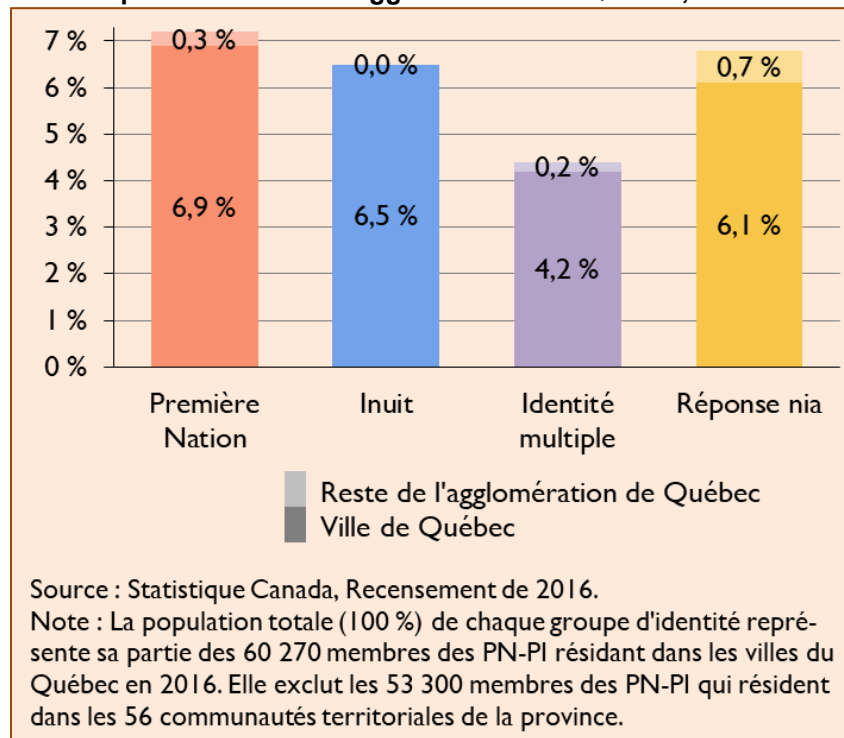 7 %
6 %
5 %
4 %
3 %
2 %
1 %
0 %
0,3 %
6,9 %
0,0 %
6,5 %
0,2 %
4,2 %
0,7 %
6,1 %
Première
Nation
Inuit
Identité
multiple
Réponse nia
Reste de l'agglomération de Québec
Ville de Québec
Source : Statistique Canada, Recensement de 2016.
Note : La population totale (100 %) de chaque groupe d'identité repré-
sente sa partie des 60 270 membres des PN-PI résidant dans les villes du
Québec en 2016. Elle exclut les 53 300 membres des PN-PI qui résident
dans les 56 communautés territoriales de la province.